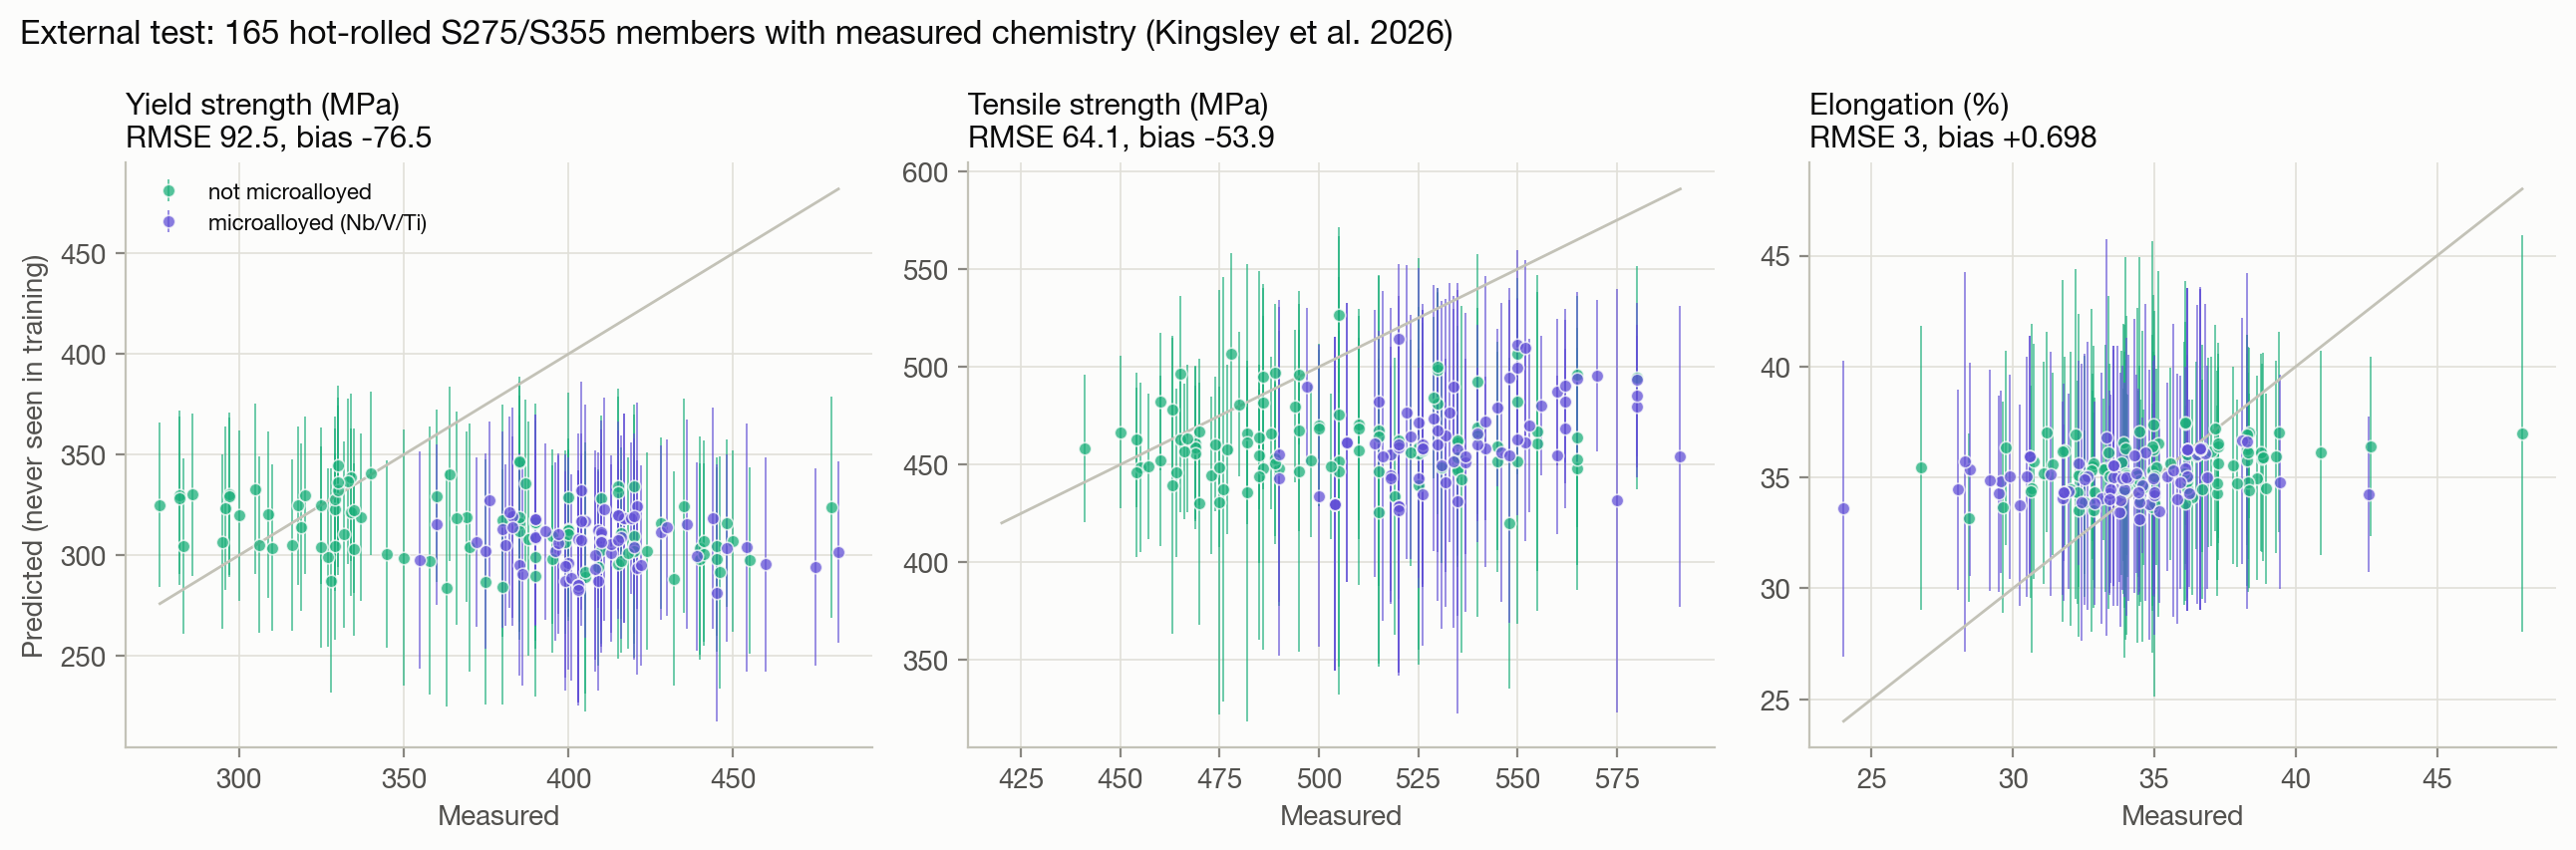 External test: 165 hot-rolled S275/S355 members with measured chemistry (Kingsley et al. 2026)
Yield strength (MPa)
RMSE 92.5, bias -76.5
not microalloyed
microalloyed (Nb/V/Ti)
Predicted (never seen in training)
450
400
350
300
250
300
350
400
450
Measured
Tensile strength (MPa)
RMSE 64.1, bias -53.9
600
550
500
450
400
350
425
450
475
500
525
550
575
Measured
Elongation (%)
RMSE 3, bias +0.698
45
40
35
30
25
25
30
35
40
45
Measured